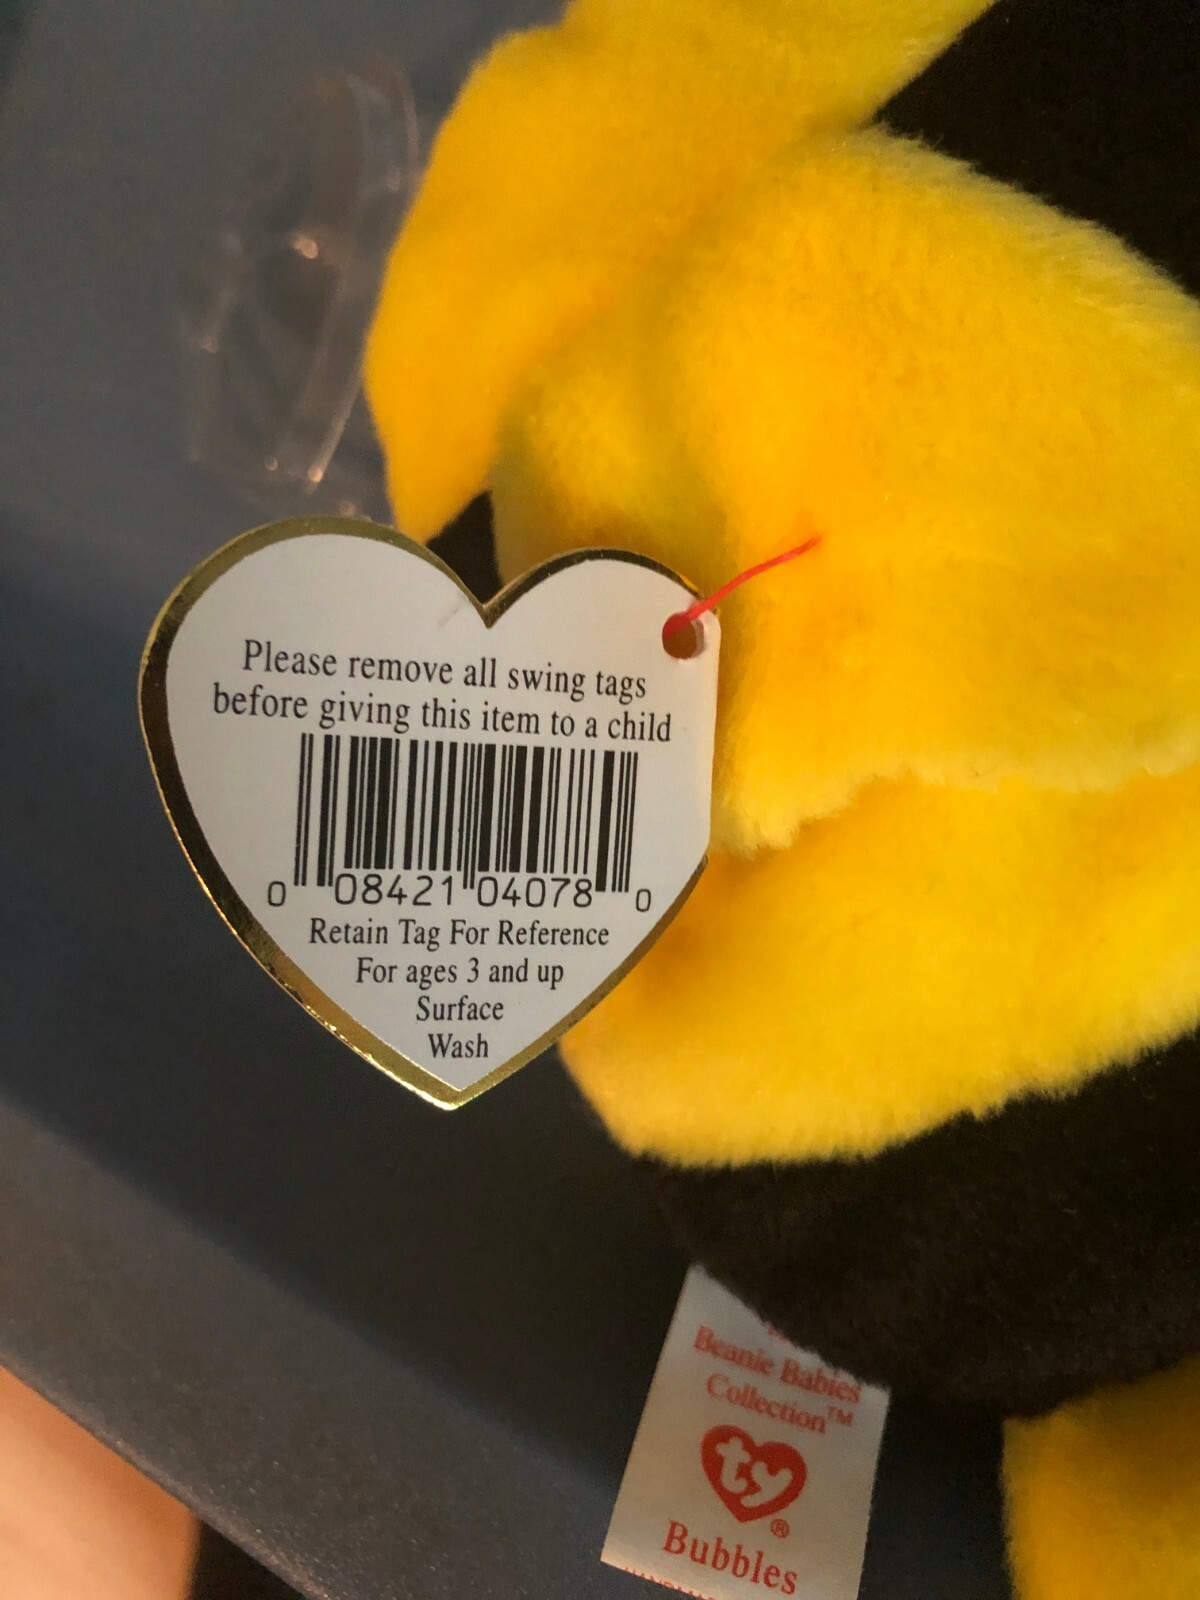 Please remove all swing tags
before giving this item to a child
0 08421 04078 0
Retain Tag For Reference
For ages 3 and up
Surface
Wash
Beanie Babies
Collection™
ty®
Bubbles